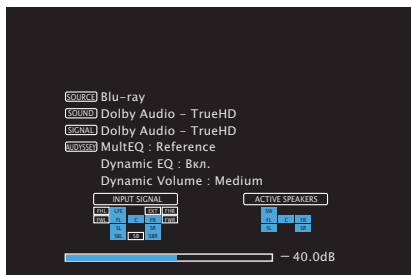 SOURCE Blu-ray
SOUND Dolby Audio – TrueHD
SIGNAL Dolby Audio – TrueHD
AUDYSSEY MultEQ : Reference
Dynamic EQ : Вкл.
Dynamic Volume : Medium
INPUT SIGNAL ACTIVE SPEAKERS
FHL LFE EXT FHR SW
FWL FL C FR FWR FL C FR
SL SR SL SR
SBL SB SBR
– 40.0dB